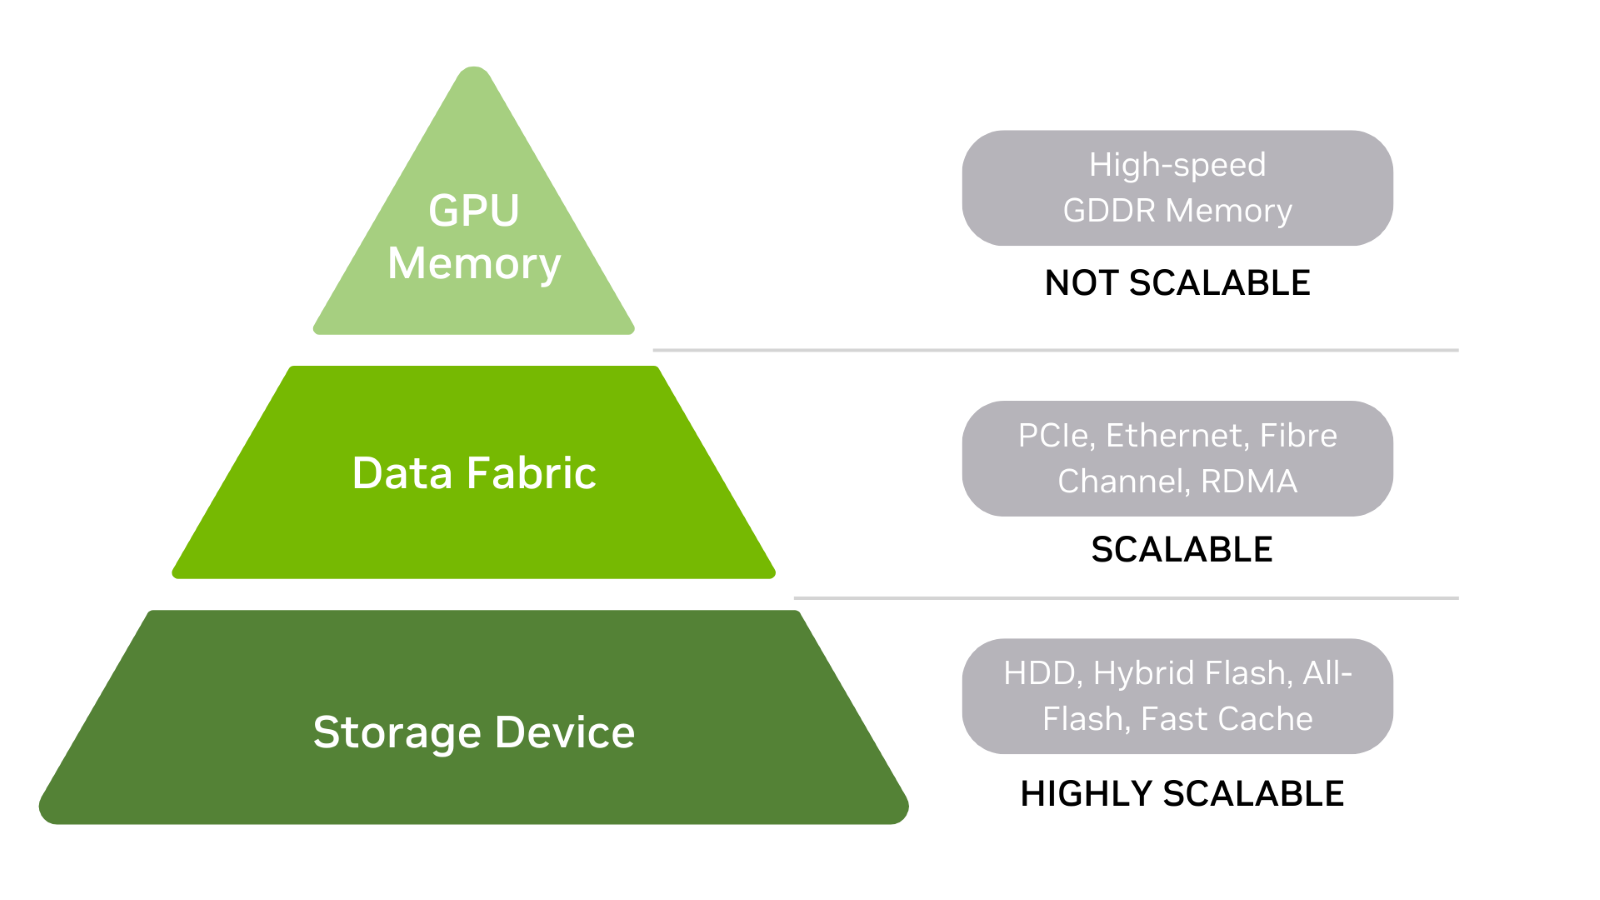 GPU
Memory
High-speed
GDDR Memory
NOT SCALABLE
Data Fabric
PCIe, Ethernet, Fibre
Channel, RDMA
SCALABLE
Storage Device
HDD, Hybrid Flash, All-
Flash, Fast Cache
HIGHLY SCALABLE